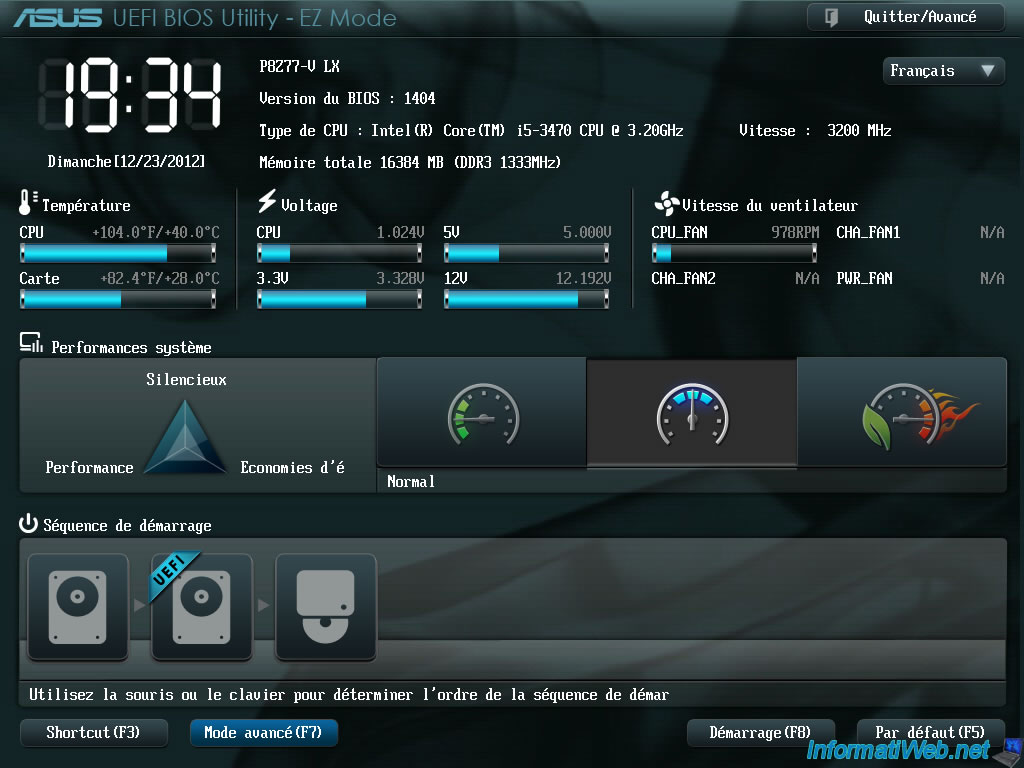 ASUS UEFI BIOS Utility - EZ Mode
Quitter/Avancé
19:34
Dimanche[12/23/2012]
P8Z77-V LX
Version du BIOS : 1404
Type de CPU : Intel(R) Core(TM) i5-3470 CPU @ 3.20GHz
Vitesse : 3200 MHz
Mémoire totale 16384 MB (DDR3 1333MHz)
Français
Température
CPU +104.0°F/+40.0°C
Carte +82.4°F/+28.0°C
Voltage
CPU 1.024V 5V 5.000V
3.3V 3.328V 12V 12.192V
Vitesse du ventilateur
CPU_FAN 978RPM CHA_FAN1 N/A
CHA_FAN2 N/A PWR_FAN N/A
Performances système
Silencieux
Performance
Economies d'é
Normal
Séquence de démarrage
UEFI
Utilisez la souris ou le clavier pour déterminer l'ordre de la séquence de démar
Shortcut(F3)
Mode avancé(F7)
Démarrage(F8)
Par défaut(F5)
InformatiWeb.net